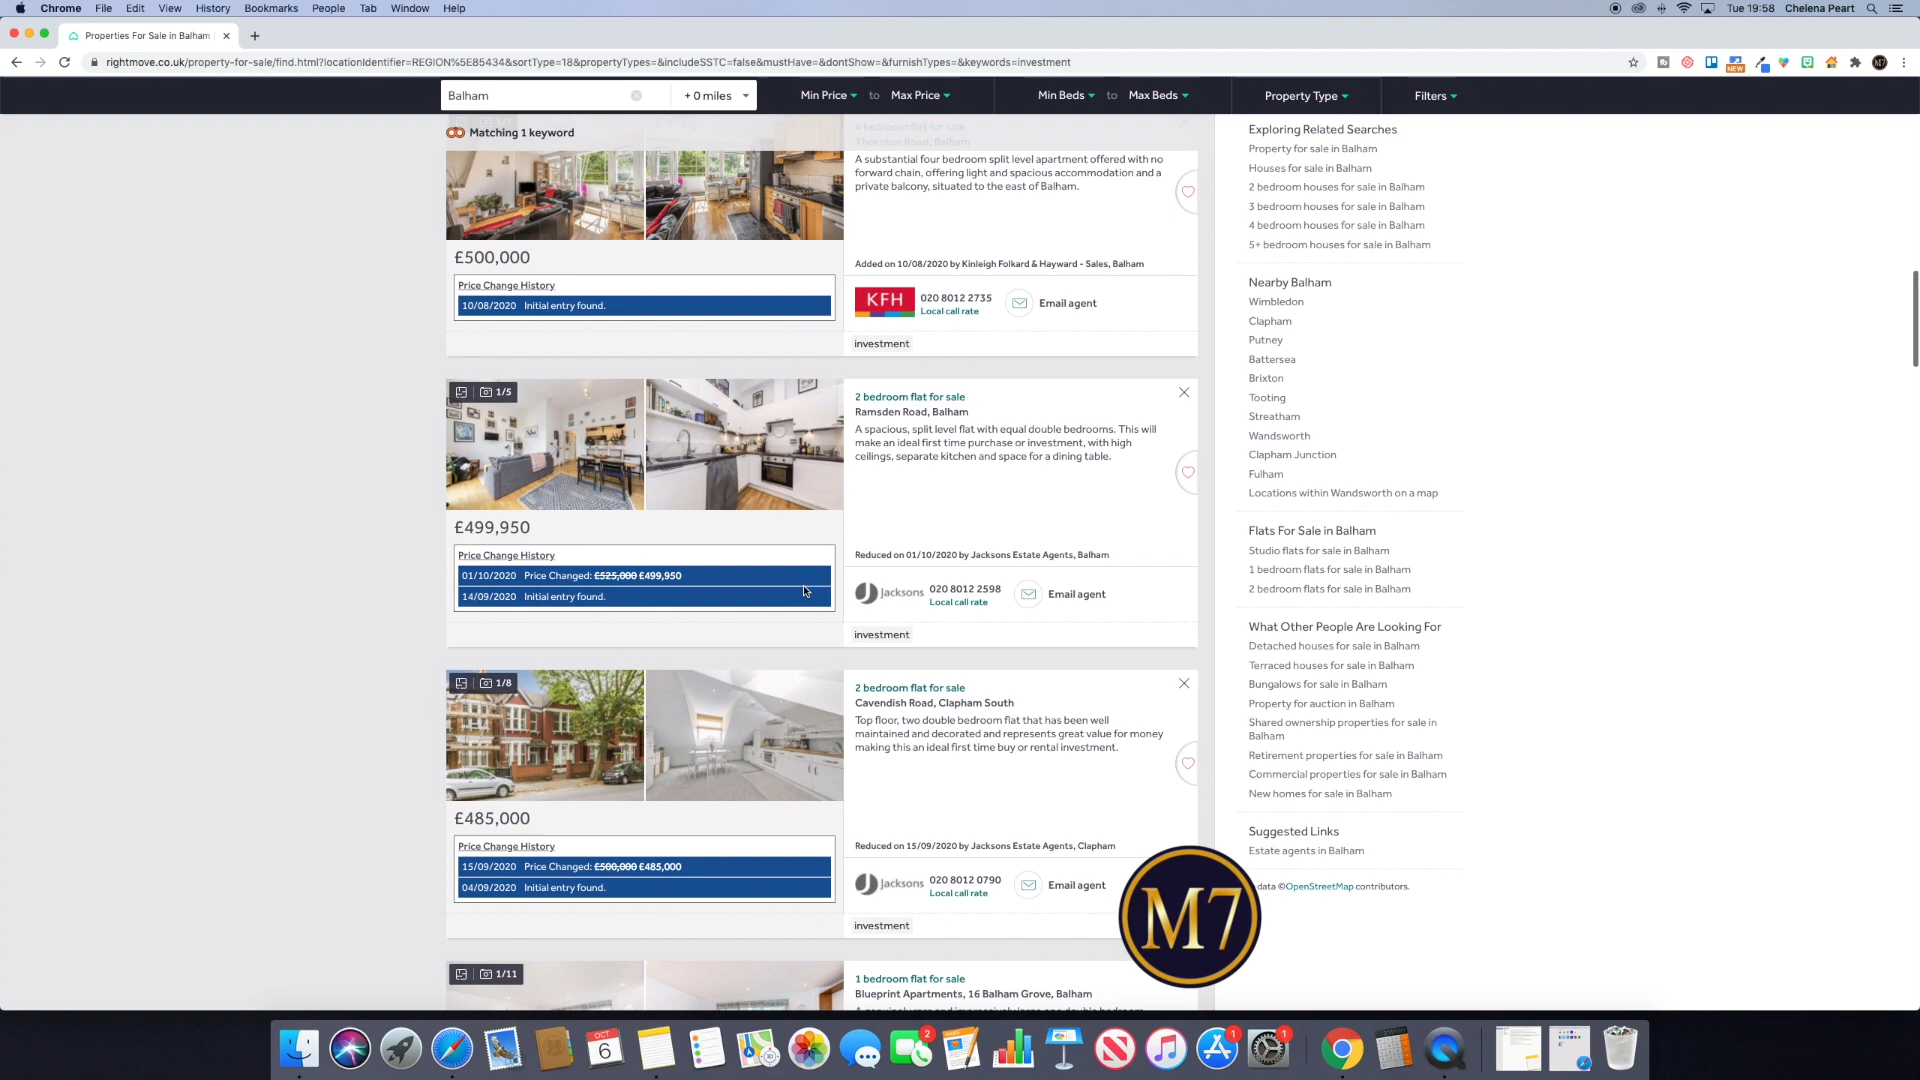 Chrome File Edit View History Bookmarks People Tab Window Help
Tue 19:58 Chelena Peart
Properties For Sale in Balham
rightmove.co.uk/property-for-sale/find.html?locationIdentifier=REGION%5E85434&sortType=18&propertyTypes=&includeSSTC=false&mustHave=&dontShow=&furnishTypes=&keywords=investment
NEW
M7
Balham
+ 0 miles
Min Price to Max Price
Min Beds to Max Beds
Property Type
Filters
Matching 1 keyword
4 bedroom flat for sale
Thornton Road, Balham
A substantial four bedroom split level apartment offered with no
forward chain, offering light and spacious accommodation and a
private balcony, situated to the east of Balham.
£500,000
Price Change History
10/08/2020 Initial entry found.
Added on 10/08/2020 by Kinleigh Folkard & Hayward - Sales, Balham
KFH
020 8012 2735
Local call rate
Email agent
investment
1/5
2 bedroom flat for sale
Ramsden Road, Balham
A spacious, split level flat with equal double bedrooms. This will
make an ideal first time purchase or investment, with high
ceilings, separate kitchen and space for a dining table.
£499,950
Price Change History
01/10/2020 Price Changed: £525,000 £499,950
14/09/2020 Initial entry found.
Reduced on 01/10/2020 by Jacksons Estate Agents, Balham
Jacksons
020 8012 2598
Local call rate
Email agent
investment
1/8
2 bedroom flat for sale
Cavendish Road, Clapham South
Top floor, two double bedroom flat that has been well
maintained and decorated and represents great value for money
making this an ideal first time buy or rental investment.
£485,000
Price Change History
15/09/2020 Price Changed: £500,000 £485,000
04/09/2020 Initial entry found.
Reduced on 15/09/2020 by Jacksons Estate Agents, Clapham
Jacksons
020 8012 0790
Local call rate
Email agent
investment
1/11
1 bedroom flat for sale
Blueprint Apartments, 16 Balham Grove, Balham
Exploring Related Searches
Property for sale in Balham
Houses for sale in Balham
2 bedroom houses for sale in Balham
3 bedroom houses for sale in Balham
4 bedroom houses for sale in Balham
5+ bedroom houses for sale in Balham
Nearby Balham
Wimbledon
Clapham
Putney
Battersea
Brixton
Tooting
Streatham
Wandsworth
Clapham Junction
Fulham
Locations within Wandsworth on a map
Flats For Sale in Balham
Studio flats for sale in Balham
1 bedroom flats for sale in Balham
2 bedroom flats for sale in Balham
What Other People Are Looking For
Detached houses for sale in Balham
Terraced houses for sale in Balham
Bungalows for sale in Balham
Property for auction in Balham
Shared ownership properties for sale in
Balham
Retirement properties for sale in Balham
Commercial properties for sale in Balham
New homes for sale in Balham
Suggested Links
Estate agents in Balham
data ©OpenStreetMap contributors.
M7
OCT
6
2
1
1